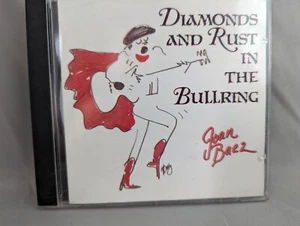 DIAMONDS
AND RUST
IN
THE
BULLRING
Joan
Baez